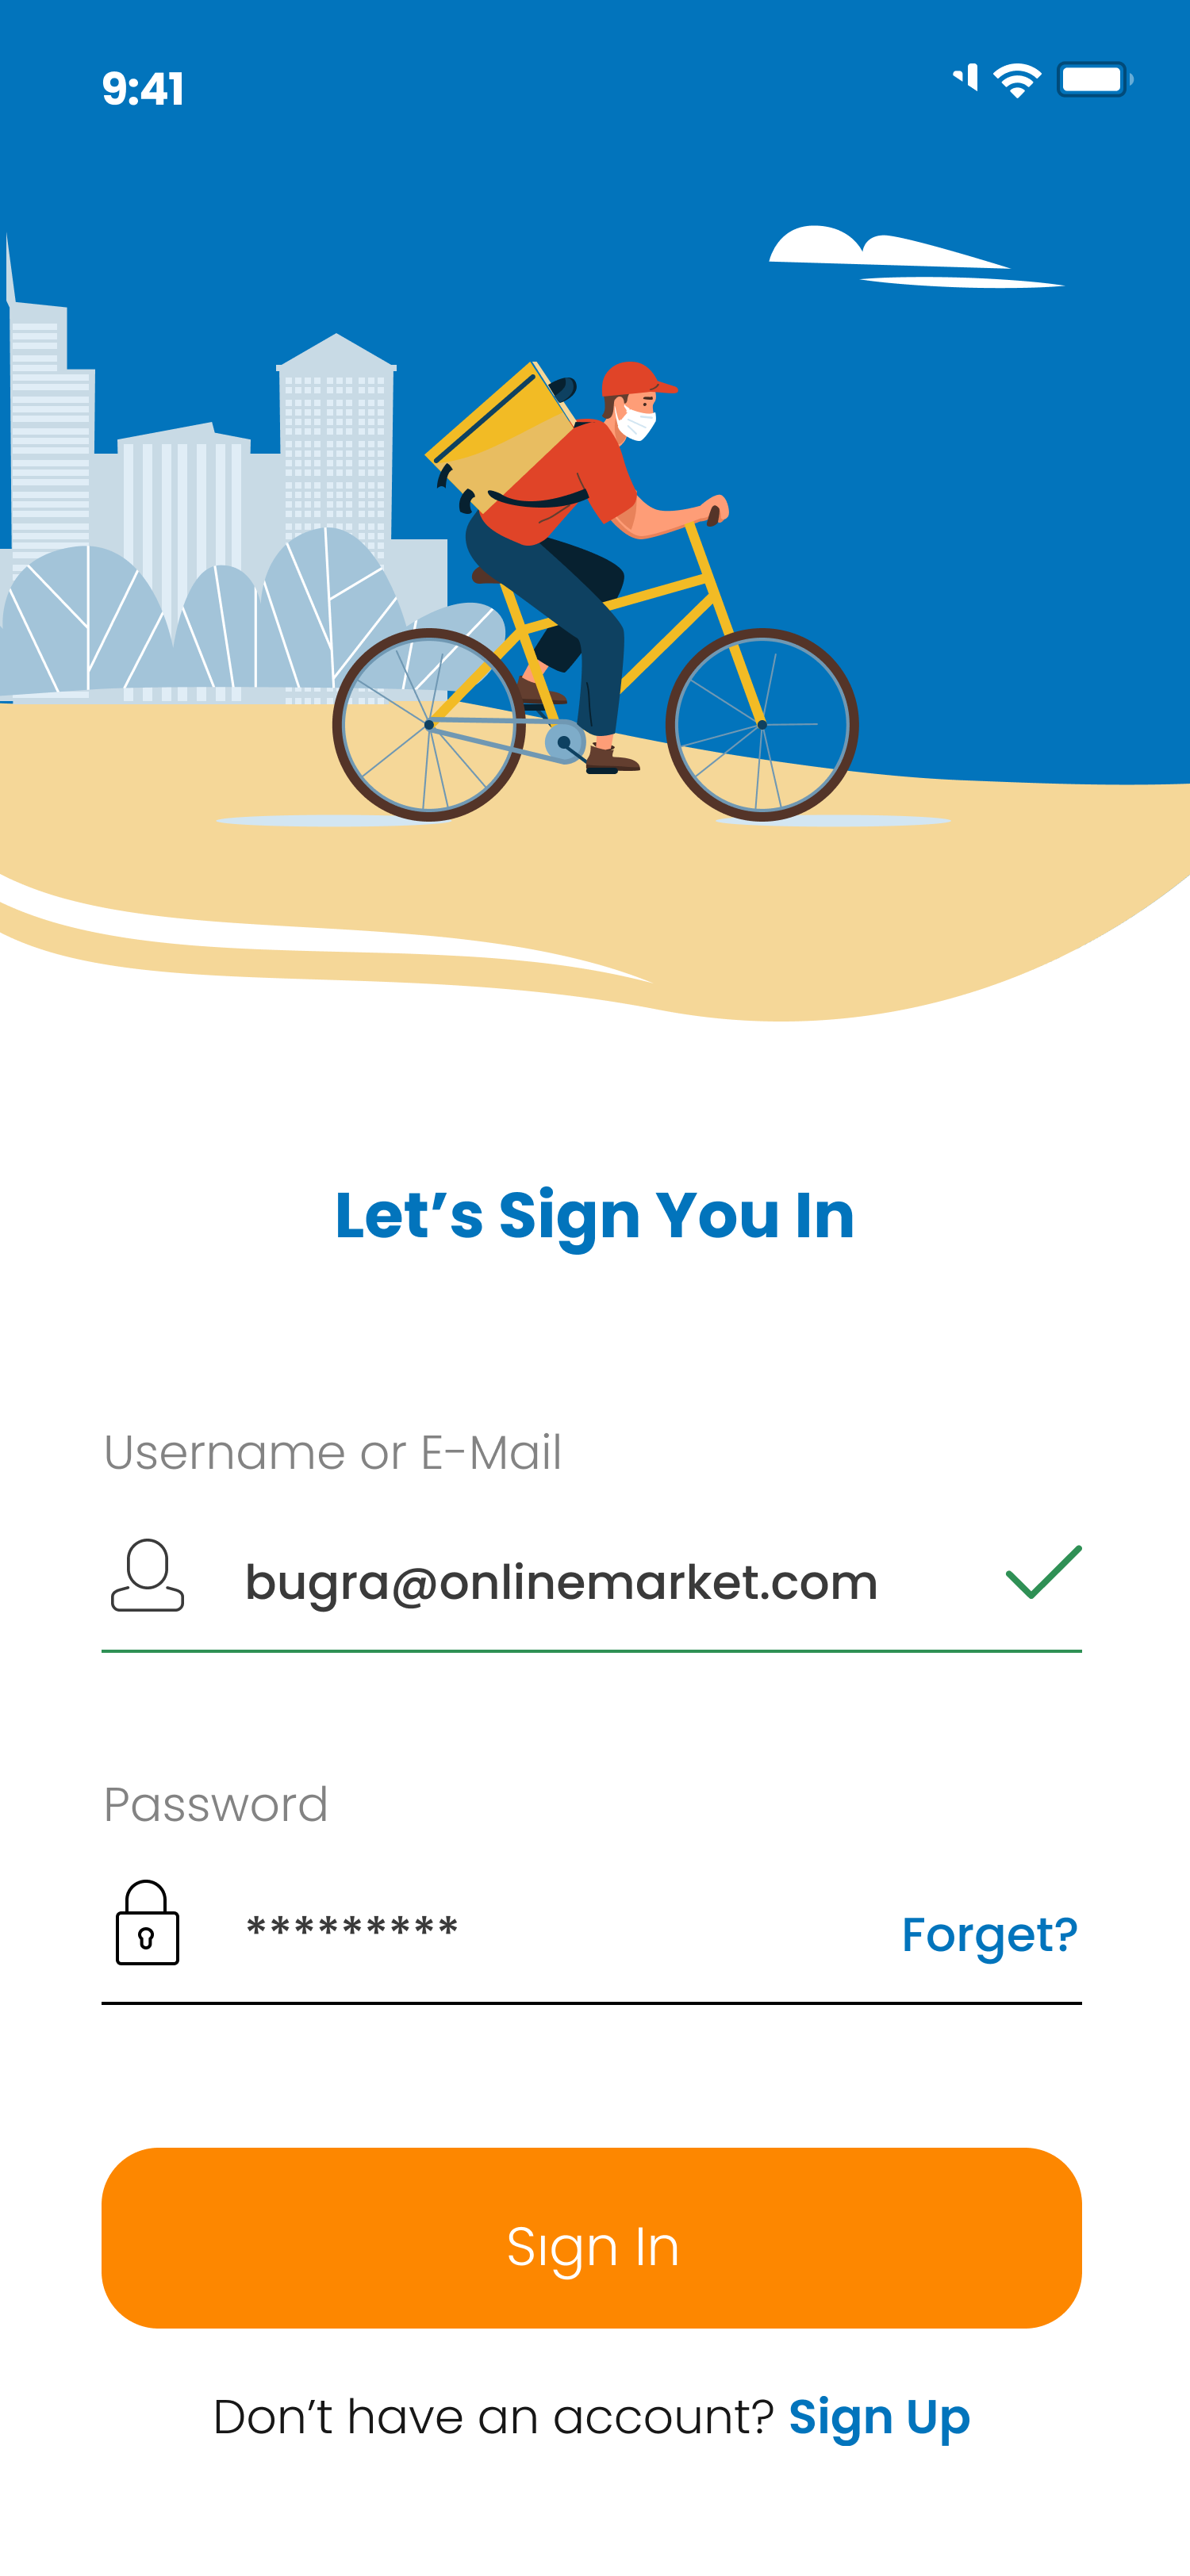 9:41
Let’s Sign You In
Username or E-Mail
bugra@onlinemarket.com
Password
*********
Forget?
Sıgn In
Don’t have an account? Sign Up